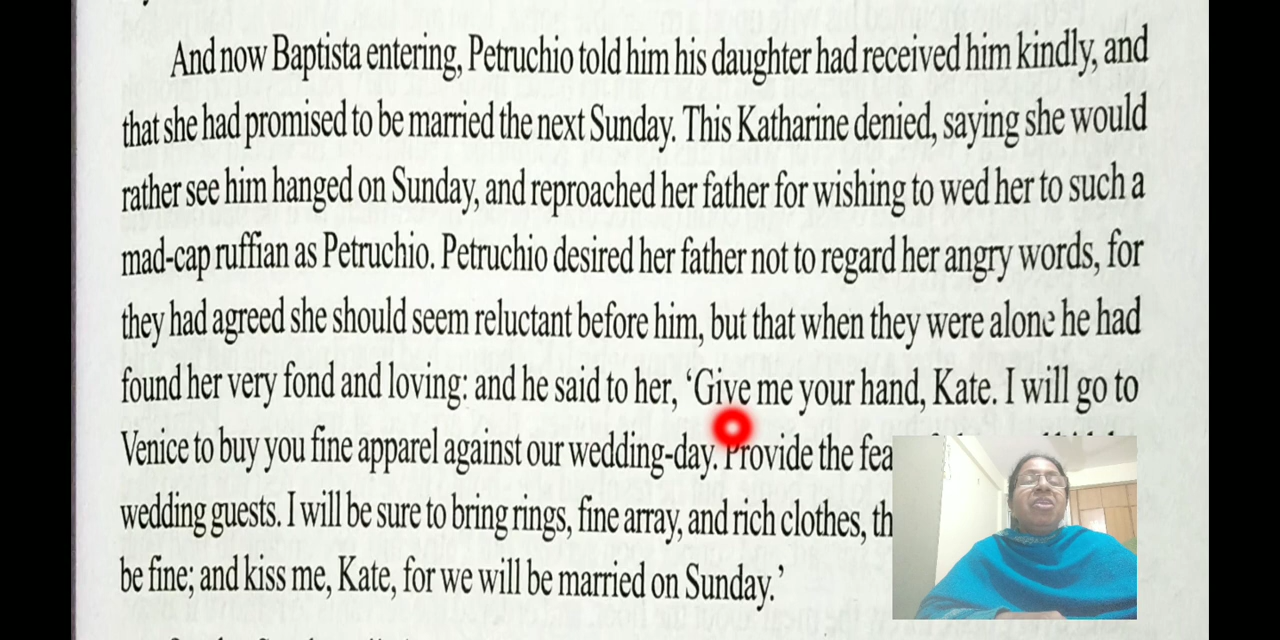 And now Baptista entering, Petruchio told him his daughter had received him kindly, and
that she had promised to be married the next Sunday. This Katharine denied, saying she would
rather see him hanged on Sunday, and reproached her father for wishing to wed her to such a
mad-cap ruffian as Petruchio. Petruchio desired her father not to regard her angry words, for
they had agreed she should seem reluctant before him, but that when they were alone he had
found her very fond and loving: and he said to her, ‘Give me your hand, Kate. I will go to
Venice to buy you fine apparel against our wedding-day. Provide the
wedding guests. I will be sure to bring rings, fine array, and rich clothes,
be fine; and kiss me, Kate, for we will be married on Sunday.’